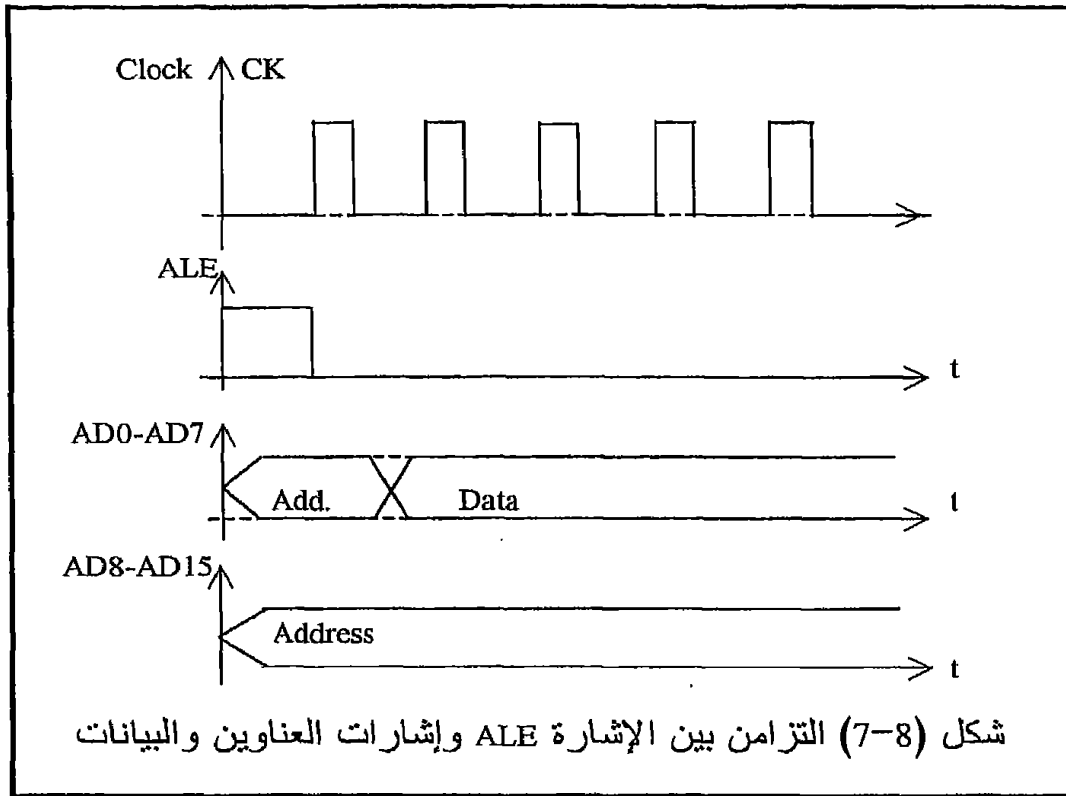 Clock CK
ALE
t
AD0-AD7
Add. Data t
AD8-AD15
Address
t
شكل (7-8) التزامن بين الإشارة ALE وإشارات العناوين والبيانات